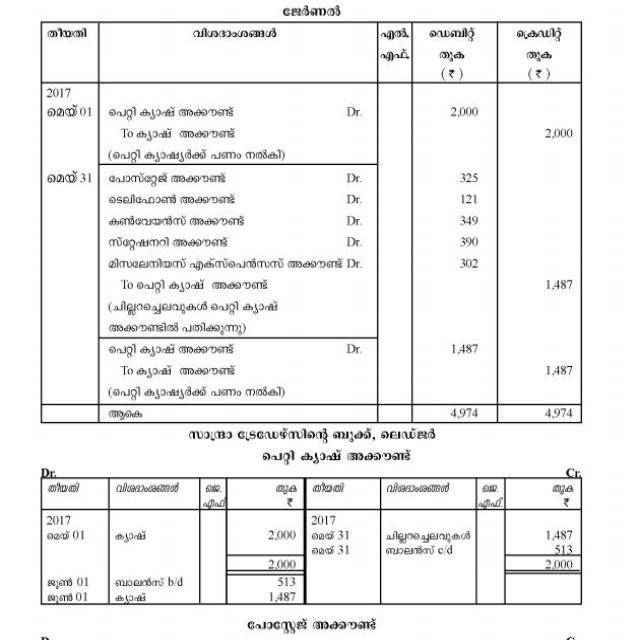 ജേർണൽ
തീയതി വിശദാംശങ്ങൾ എൽ. ഡെബിറ്റ് ക്രെഡിറ്റ്
എഫ്. തുക തുക
( ₹ ) ( ₹ )
2017
മെയ് 01 പെറ്റി ക്യാഷ് അക്കൗണ്ട് Dr. 2,000
To ക്യാഷ് അക്കൗണ്ട് 2,000
(പെറ്റി ക്യാഷ്യർക്ക് പണം നൽകി)
മെയ് 31 പോസ്റ്റേജ് അക്കൗണ്ട് Dr. 325
ടെലിഫോൺ അക്കൗണ്ട് Dr. 121
കൺവേയൻസ് അക്കൗണ്ട് Dr. 349
സ്റ്റേഷനറി അക്കൗണ്ട് Dr. 390
മിസലേനിയസ് എക്സ്പെൻസസ് അക്കൗണ്ട് Dr. 302
To പെറ്റി ക്യാഷ് അക്കൗണ്ട് 1,487
(ചില്ലറച്ചെലവുകൾ പെറ്റി ക്യാഷ്
അക്കൗണ്ടിൽ പതിക്കുന്നു)
പെറ്റി ക്യാഷ് അക്കൗണ്ട് Dr. 1,487
To ക്യാഷ് അക്കൗണ്ട് 1,487
(പെറ്റി ക്യാഷ്യർക്ക് പണം നൽകി)
ആകെ 4,974 4,974
സാന്ദ്രാ ട്രേഡേഴ്സിന്റെ ബുക്ക്, ലെഡ്ജർ
പെറ്റി ക്യാഷ് അക്കൗണ്ട്
Dr. Cr.
തീയതി വിശദാംശങ്ങൾ ജെ. തുക തീയതി വിശദാംശങ്ങൾ ജെ. തുക
എഫ് ₹ എഫ്. ₹
2017 2017
മെയ് 01 ക്യാഷ് 2,000 മെയ് 31 ചില്ലറച്ചെലവുകൾ 1,487
മെയ് 31 ബാലൻസ് c/d 513
2,000 2,000
ജൂൺ 01 ബാലൻസ് b/d 513
ജൂൺ 01 ക്യാഷ് 1,487
പോസ്റ്റേജ് അക്കൗണ്ട്